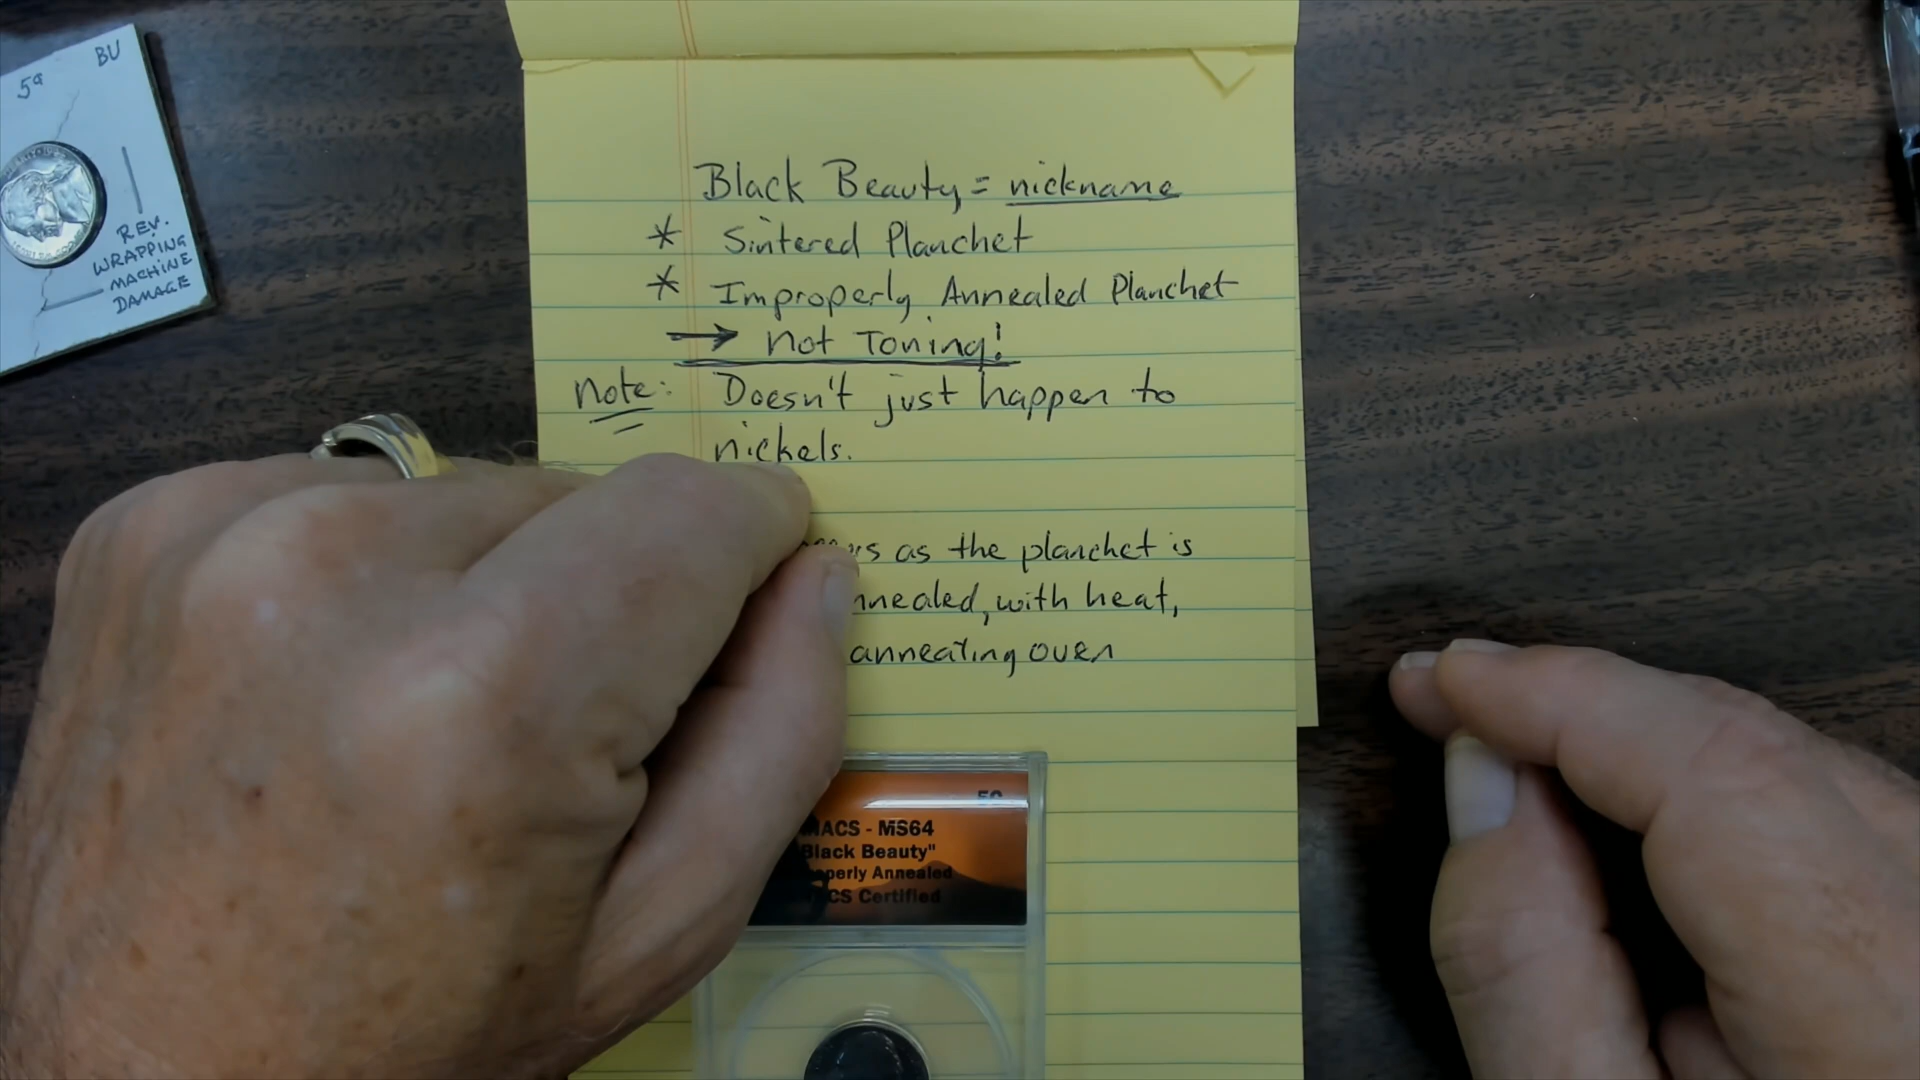 BU
5¢
REV.
WRAPPING
MACHINE
DAMAGE
Black Beauty = nickname
* Sintered Planchet
* Improperly Annealed Planchet
→ Not Toning!
Note: Doesn't just happen to
nickels.
as the planchet is
with heat,
annealing oven
MS64
Black Beauty"
Annealed
Certified